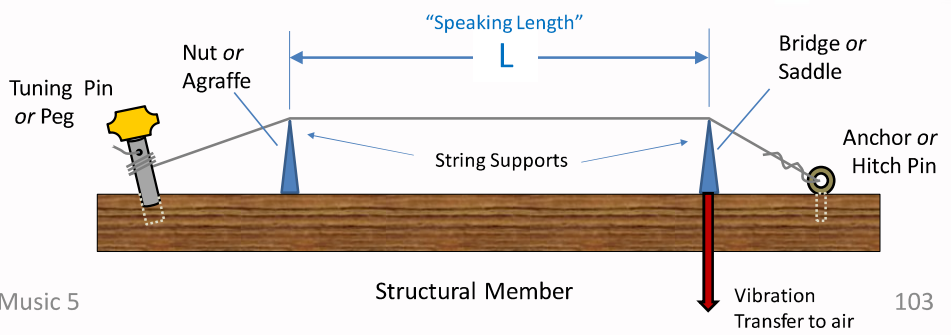 “Speaking Length”
L
Nut or
Agraffe
Bridge or
Saddle
Tuning Pin
or Peg
String Supports
Anchor or
Hitch Pin
Structural Member
Music 5
Vibration
Transfer to air
103